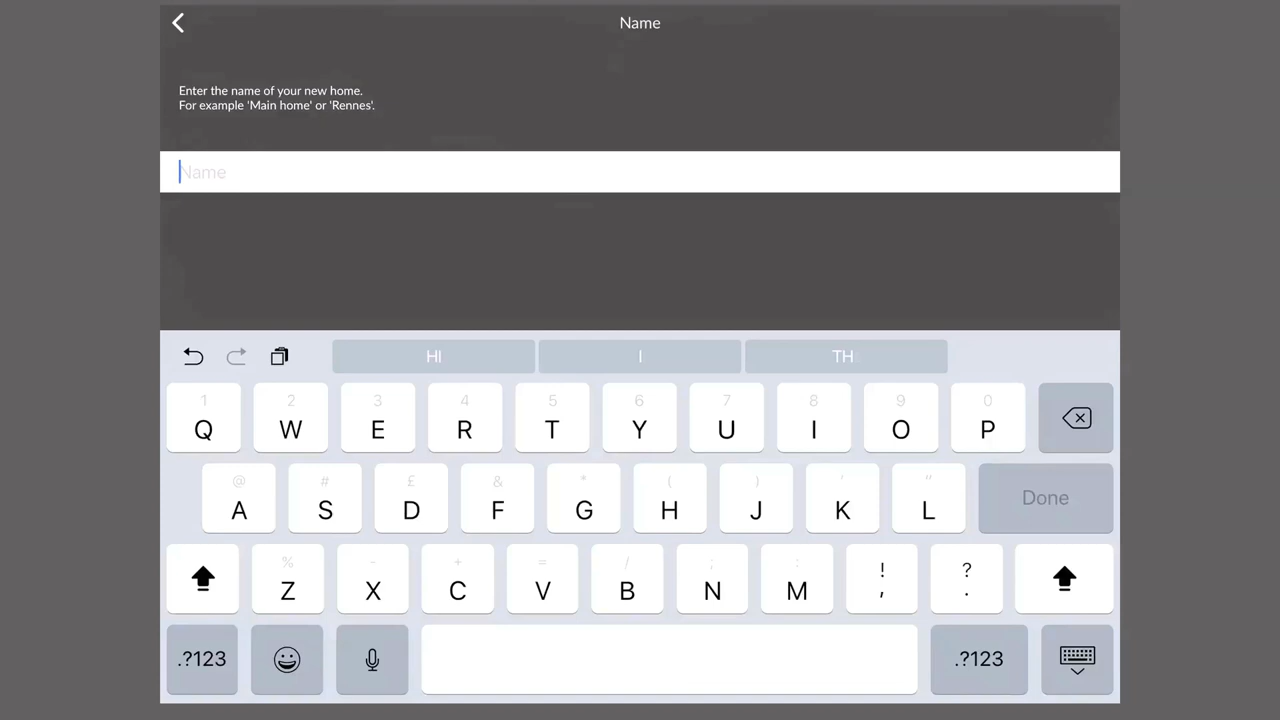 Name
Enter the name of your new home.
For example 'Main home' or 'Rennes'.
Name
HI I TH
1 2 3 4 5 6 7 8 9 0
Q W E R T Y U I O P
@ # £ & * ( ) ' "
A S D F G H J K L Done
% - + = / ; : ! ?
Z X C V B N M , .
.?123 .?123